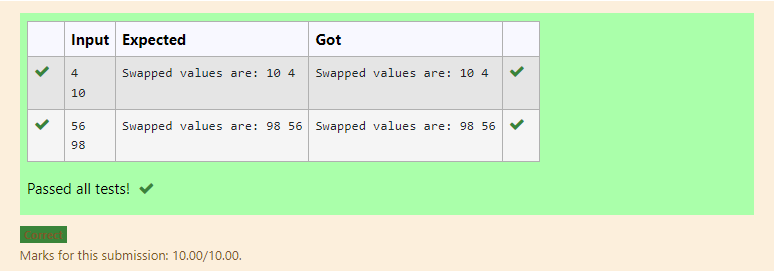 Input Expected Got
4 Swapped values are: 10 4 Swapped values are: 10 4
10
56 Swapped values are: 98 56 Swapped values are: 98 56
98
Passed all tests!
Correct
Marks for this submission: 10.00/10.00.